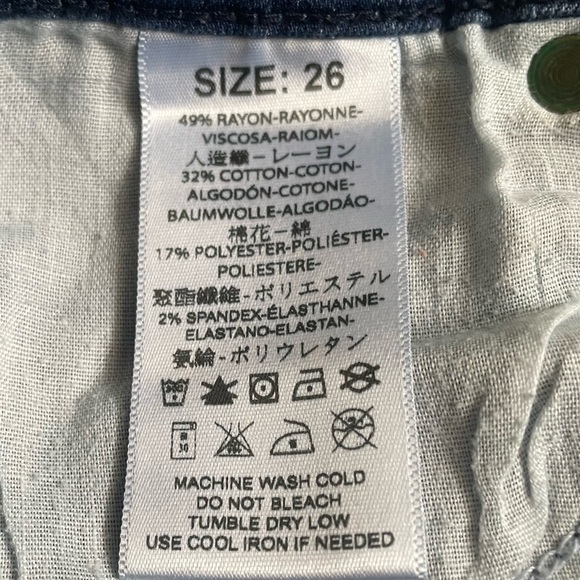 SIZE: 26
49% RAYON-RAYONNE-
VISCOSA-RAIOM-
人造纖-レーヨン
32% COTTON-COTON-
ALGODÓN-COTONE-
BAUMWOLLE-ALGODÃO-
棉花-綿
17% POLYESTER-POLIÉSTER-
POLIESTERE-
聚酯纖維-ポリエステル
2% SPANDEX-ÉLASTHANNE-
ELASTANO-ELASTAN-
氨綸-ポリウレタン
30
MACHINE WASH COLD
DO NOT BLEACH
TUMBLE DRY LOW
USE COOL IRON IF NEEDED